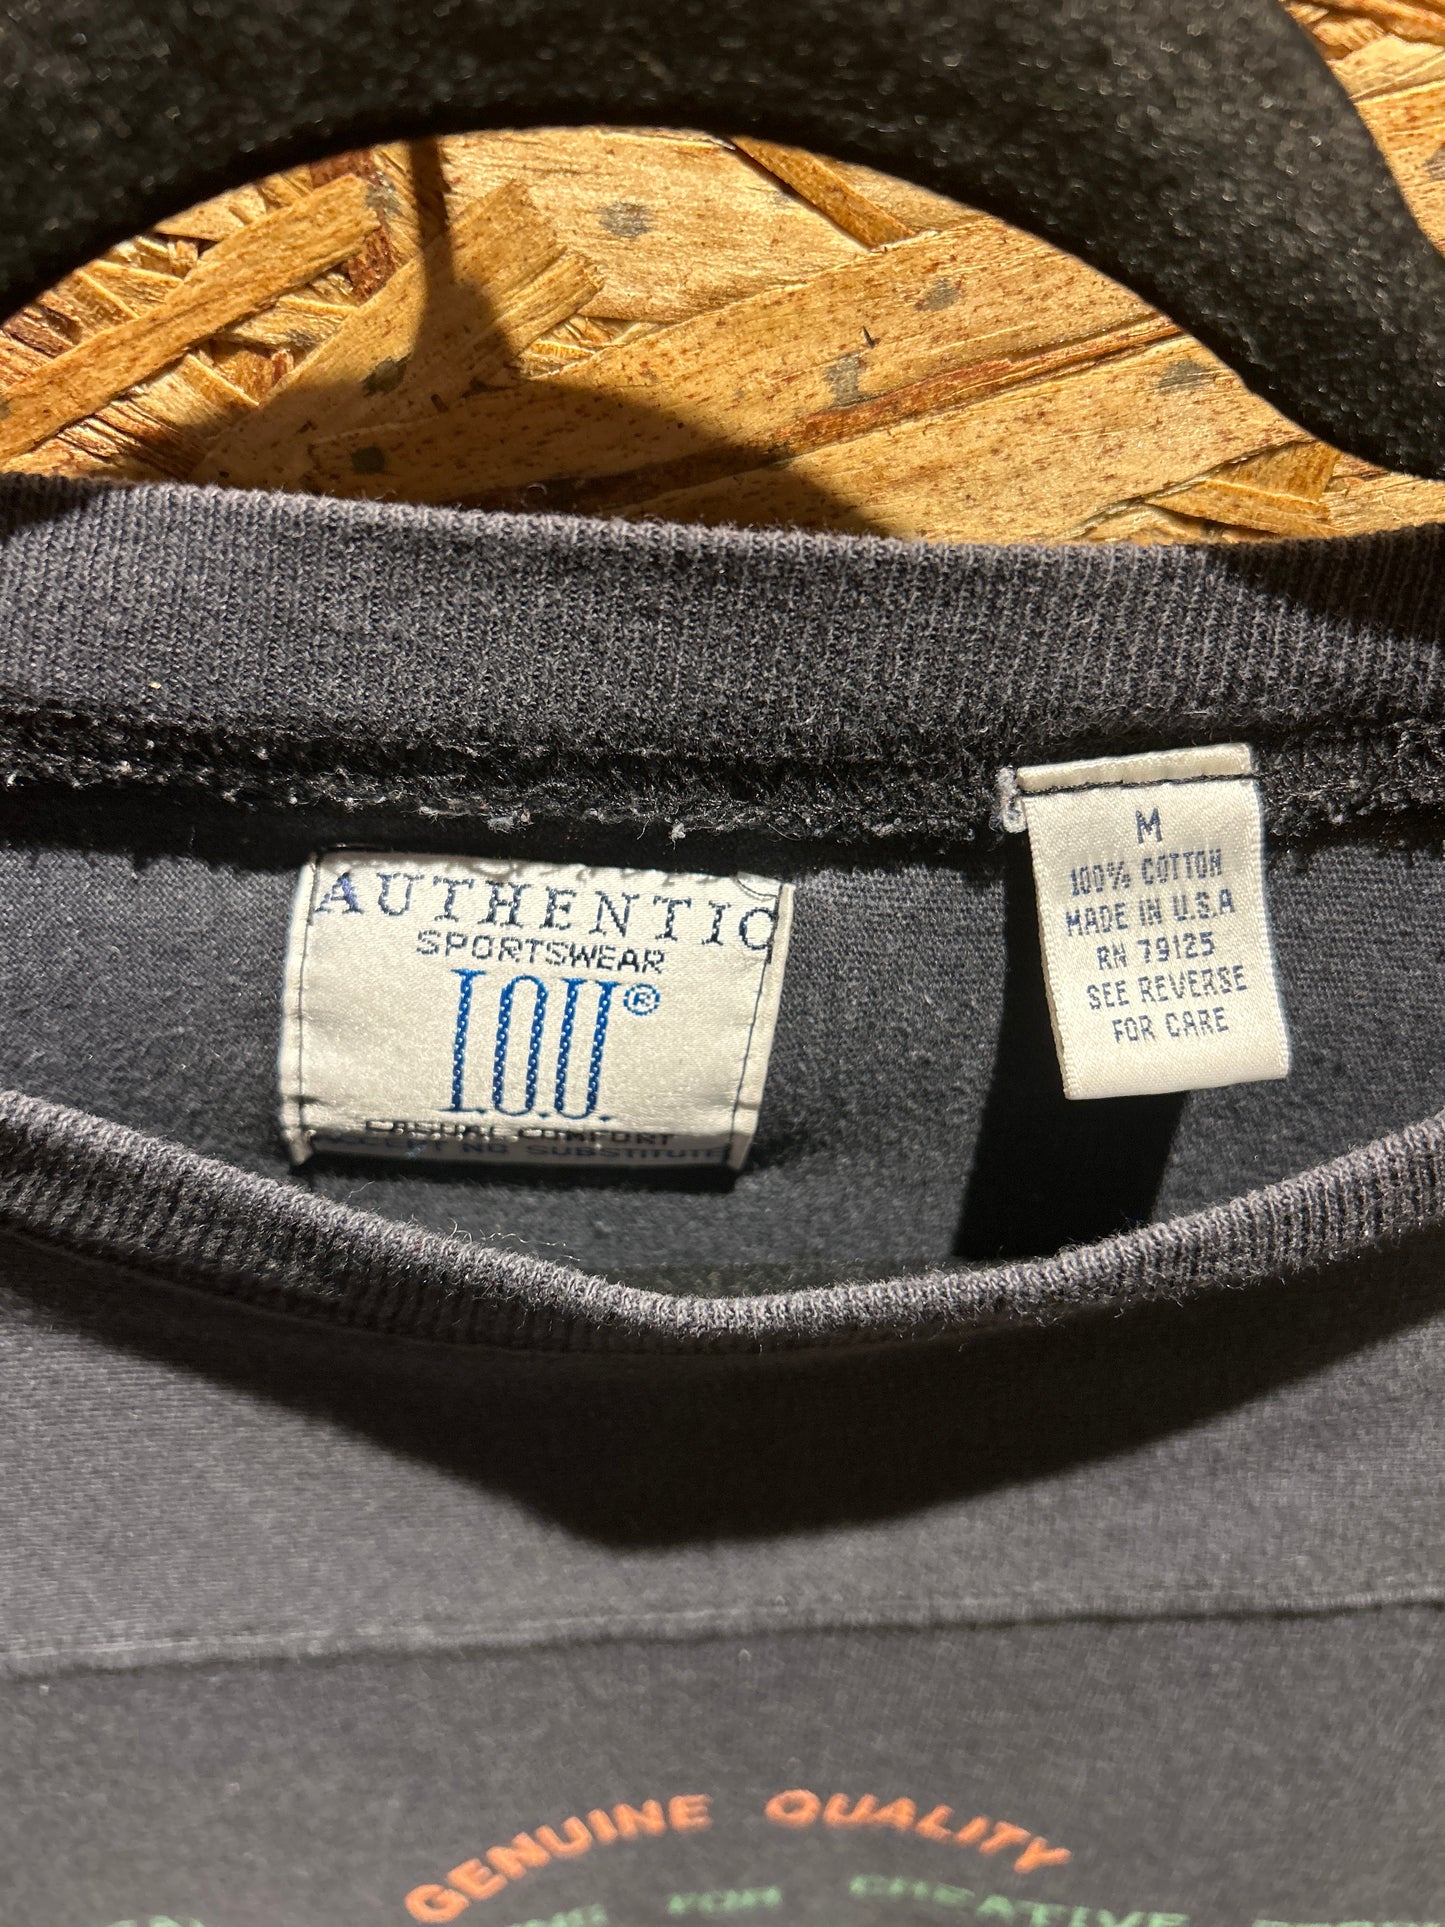 AUTHENTIC
SPORTSWEAR
I.O.U.®
CASUAL COMFORT
ACCEPT NO SUBSTITUTE
M
100% COTTON
MADE IN U.S.A
RN 79125
SEE REVERSE
FOR CARE
GENUINE QUALITY
FOR CREATIVE